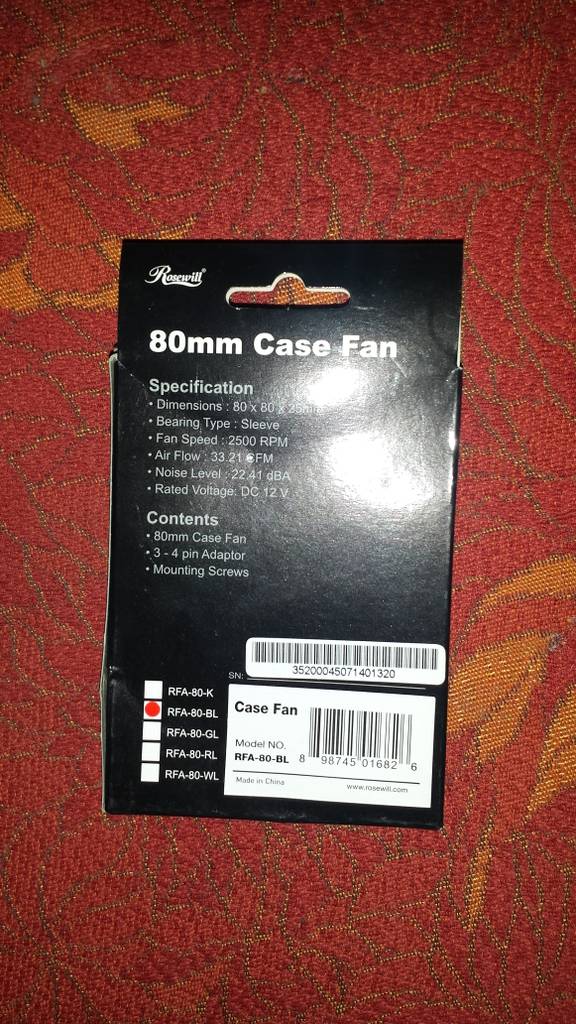 Rosewill®
80mm Case Fan
Specification
• Dimensions : 80 x 80 x 25mm
• Bearing Type : Sleeve
• Fan Speed : 2500 RPM
• Air Flow : 33.21 CFM
• Noise Level : 22.41 dBA
• Rated Voltage: DC 12 V
Contents
• 80mm Case Fan
• 3 - 4 pin Adaptor
• Mounting Screws
SN:
35200045071401320
RFA-80-K
RFA-80-BL
RFA-80-GL
RFA-80-RL
RFA-80-WL
Case Fan
Model NO.
RFA-80-BL
8 98745 01682 6
Made in China
www.rosewill.com